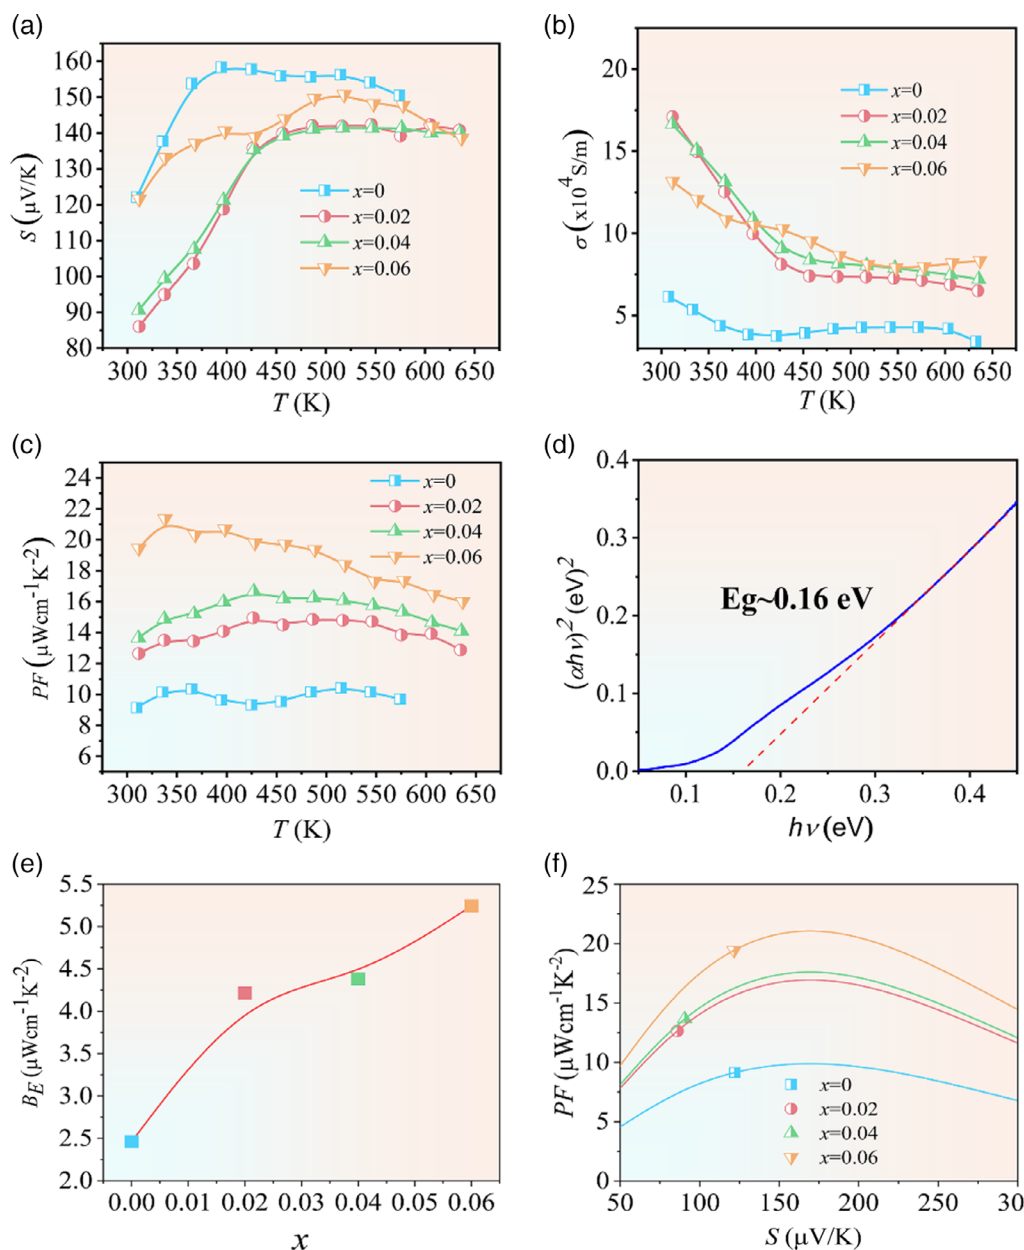 (a)
160
150
140
130
120
110
100
90
80
S (μV/K)
x=0
x=0.02
x=0.04
x=0.06
300 350 400 450 500 550 600 650
T (K)
(b)
20
15
10
5
σ (x10⁴ S/m)
x=0
x=0.02
x=0.04
x=0.06
300 350 400 450 500 550 600 650
T (K)
(c)
24
22
20
18
16
14
12
10
8
6
PF (μWcm⁻¹K⁻²)
x=0
x=0.02
x=0.04
x=0.06
300 350 400 450 500 550 600 650
T (K)
(d)
0.4
0.3
0.2
0.1
0.0
(αhν)² (eV)²
Eg~0.16 eV
0.1 0.2 0.3 0.4
hν (eV)
(e)
5.5
5.0
4.5
4.0
3.5
3.0
2.5
2.0
B_E (μWcm⁻¹K⁻²)
0.00 0.01 0.02 0.03 0.04 0.05 0.06
x
(f)
25
20
15
10
5
0
PF (μWcm⁻¹K⁻²)
x=0
x=0.02
x=0.04
x=0.06
50 100 150 200 250 30
S (μV/K)